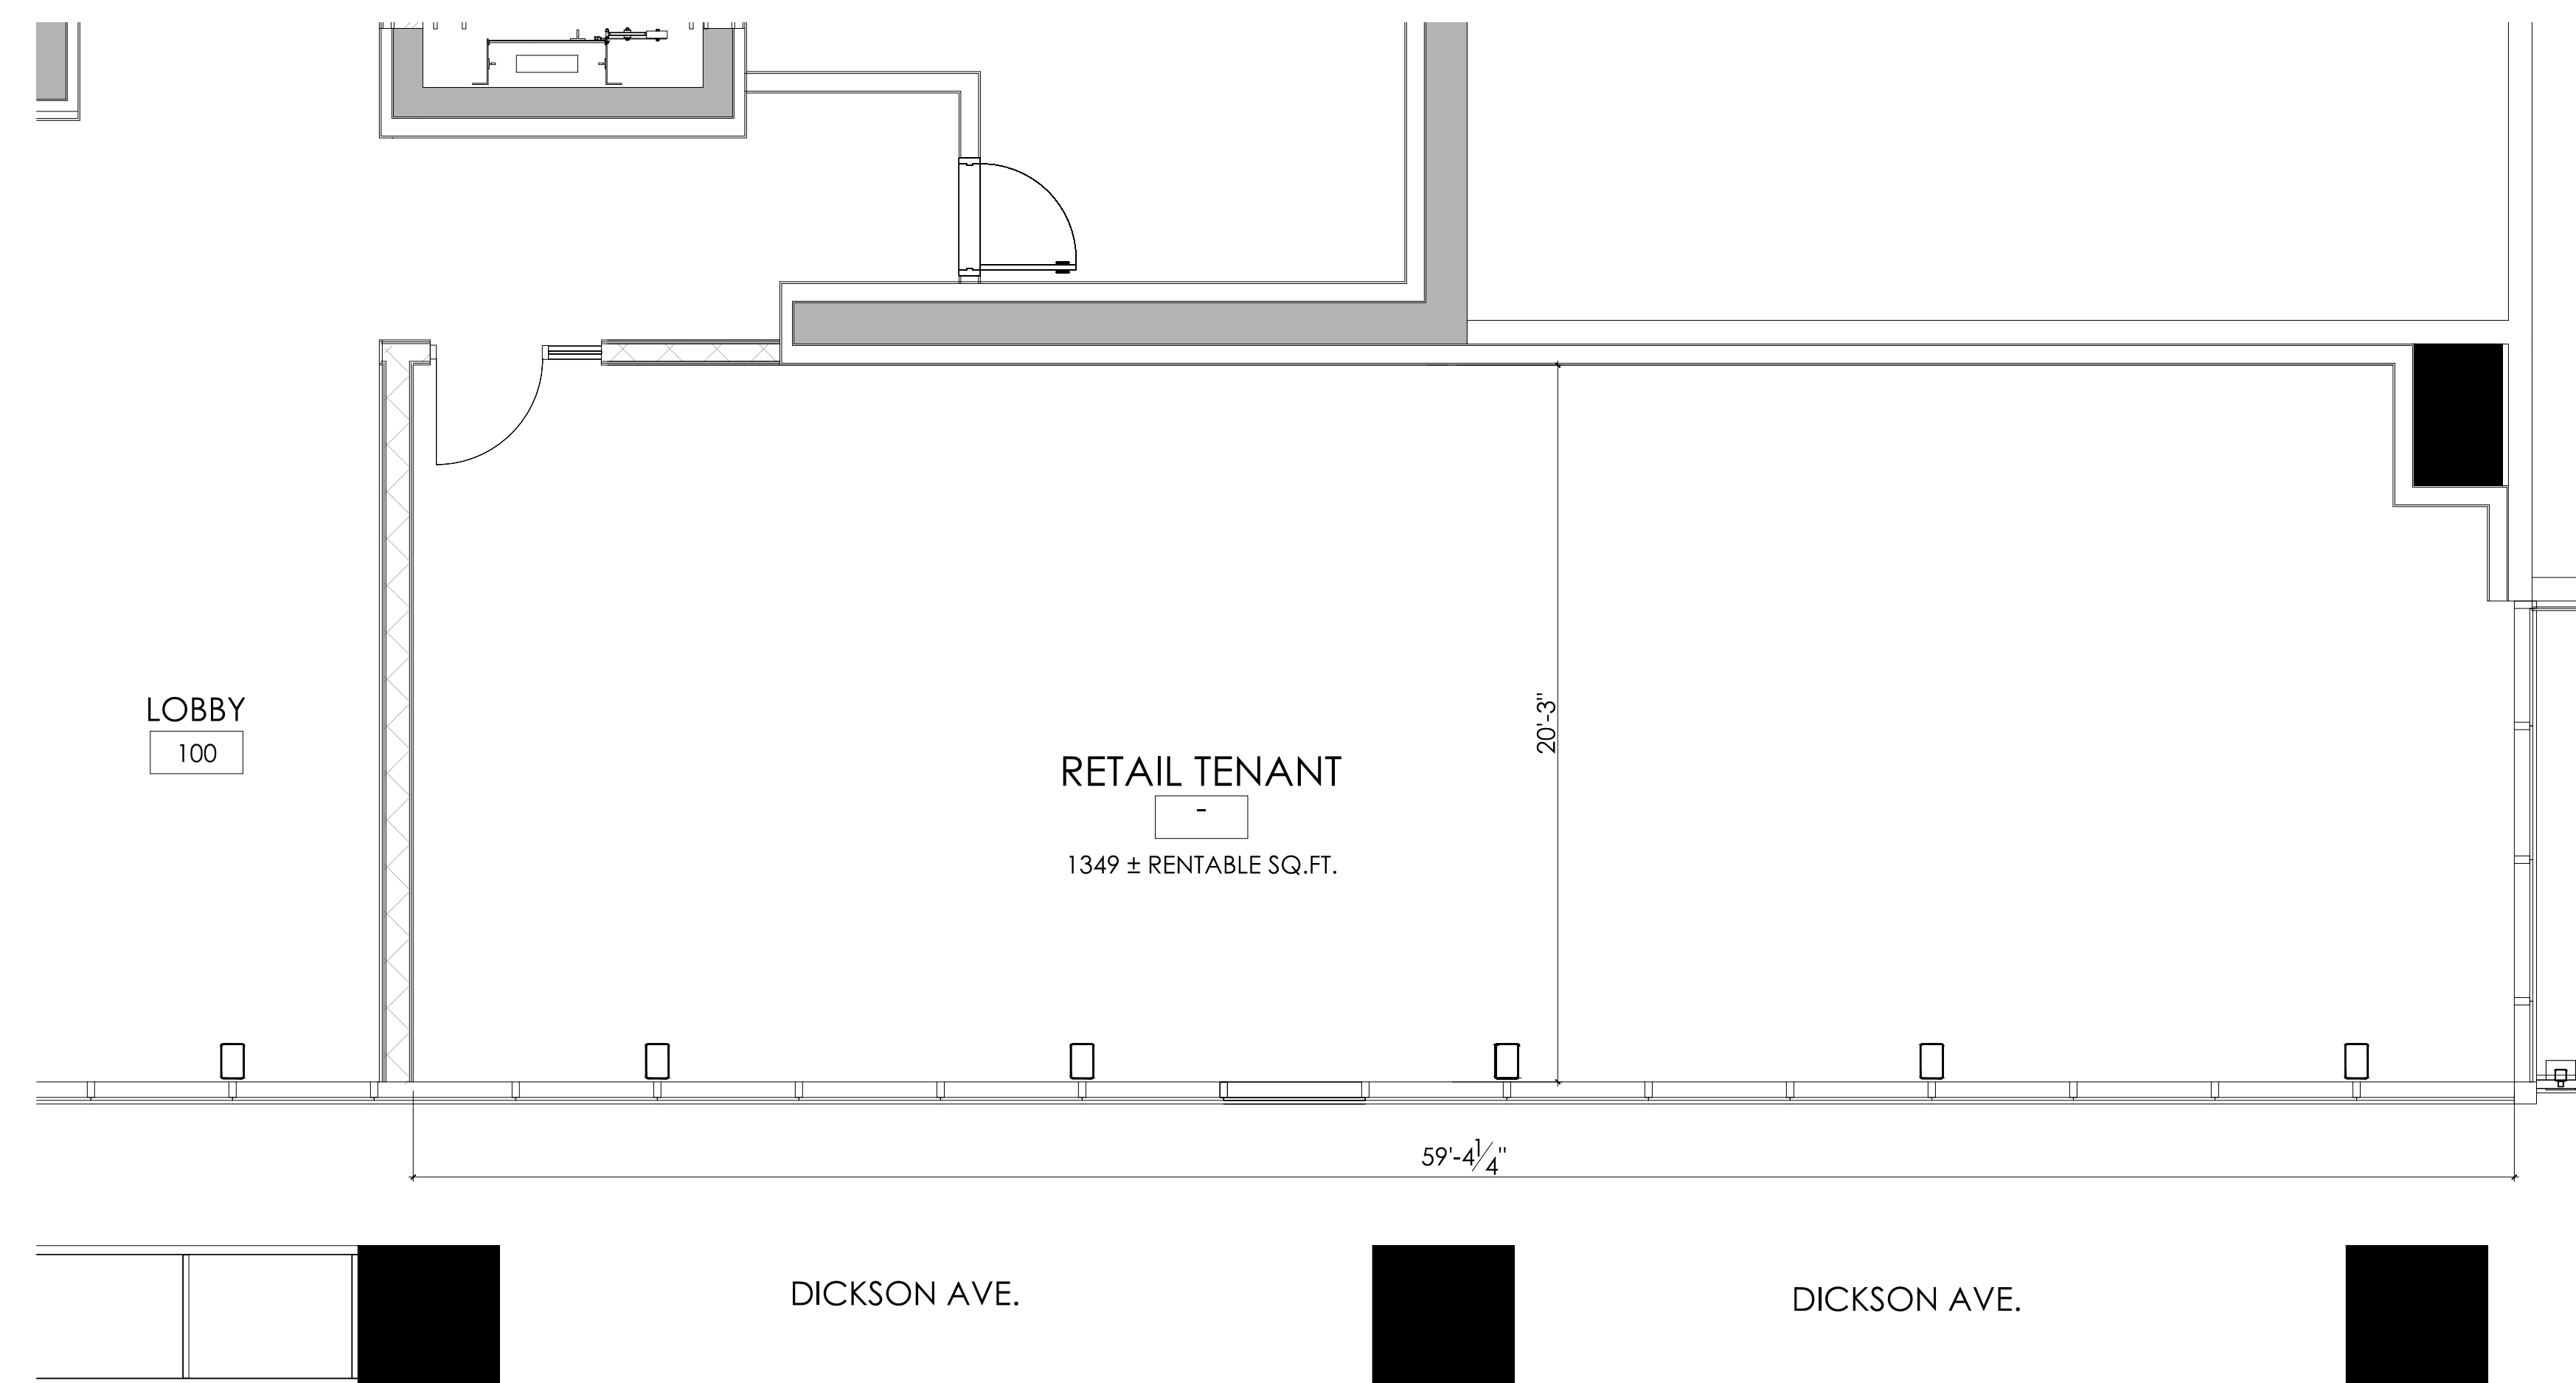 LOBBY
100
RETAIL TENANT
-
1349 ± RENTABLE SQ.FT.
20'-3"
59'-4 1/4"
DICKSON AVE.
DICKSON AVE.